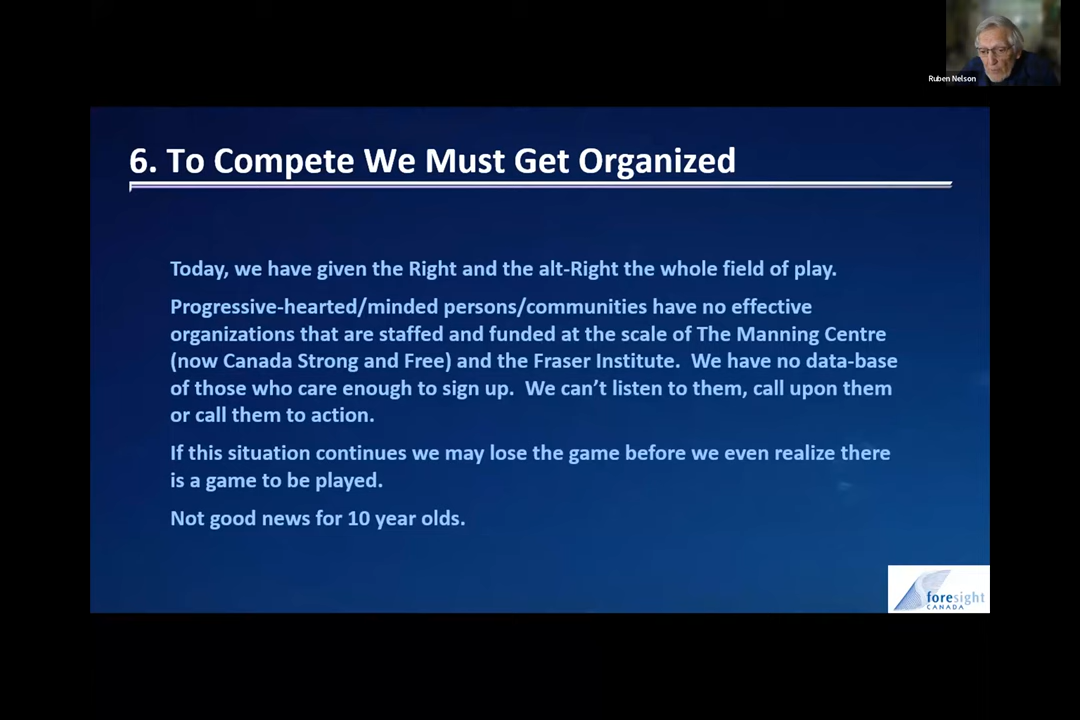 Ruben Nelson
6. To Compete We Must Get Organized
Today, we have given the Right and the alt-Right the whole field of play.
Progressive-hearted/minded persons/communities have no effective
organizations that are staffed and funded at the scale of The Manning Centre
(now Canada Strong and Free) and the Fraser Institute.  We have no data-base
of those who care enough to sign up.  We can’t listen to them, call upon them
or call them to action.
If this situation continues we may lose the game before we even realize there
is a game to be played.
Not good news for 10 year olds.
foresight
CANADA